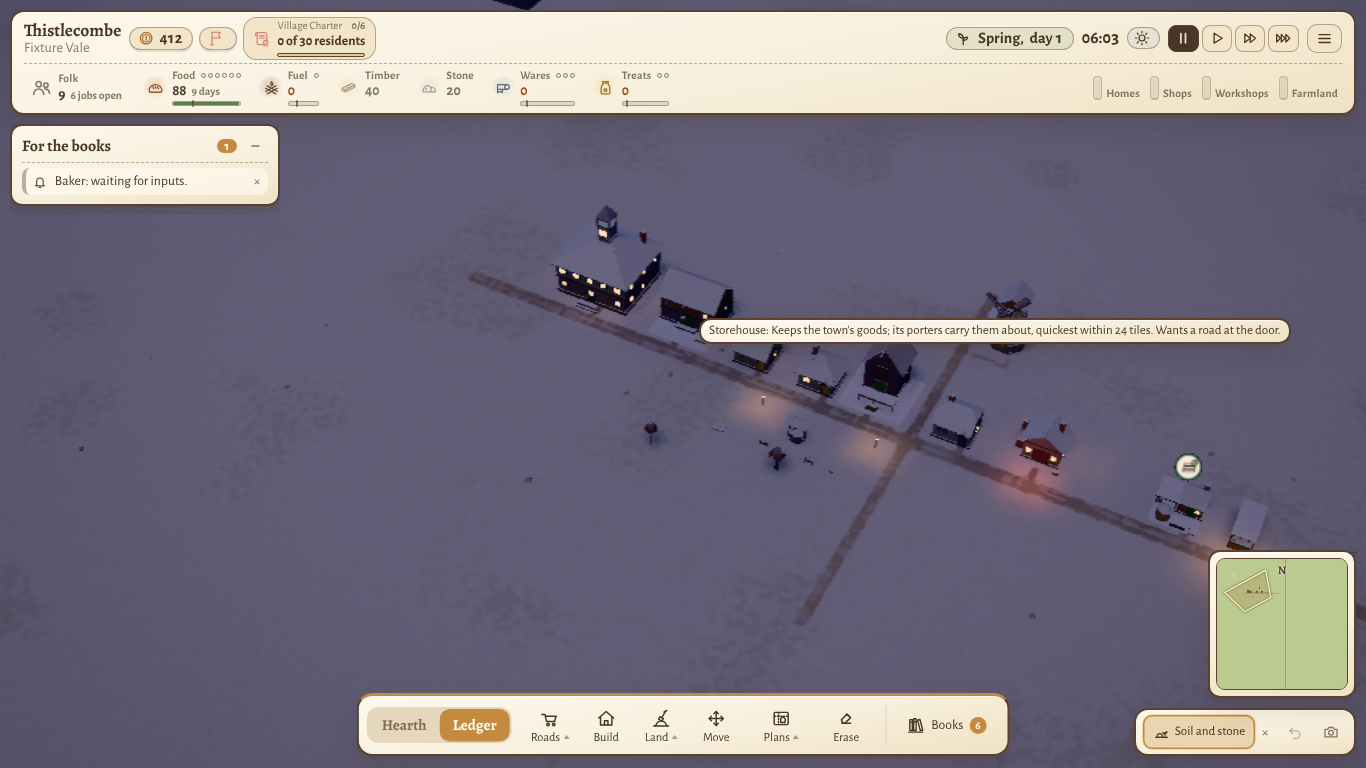 Thistlecombe
Fixture Vale
412
Village Charter 0/6
0 of 30 residents
Spring, day 1
06:03
Folk
9 6 jobs open
Food
88 9 days
Fuel
0
Timber
40
Stone
20
Wares
0
Treats
0
Homes
Shops
Workshops
Farmland
For the books
1
Baker: waiting for inputs.
×
Storehouse: Keeps the town's goods; its porters carry them about, quickest within 24 tiles. Wants a road at the door.
N
Hearth
Ledger
Roads
Build
Land
Move
Plans
Erase
Books 6
Soil and stone
×